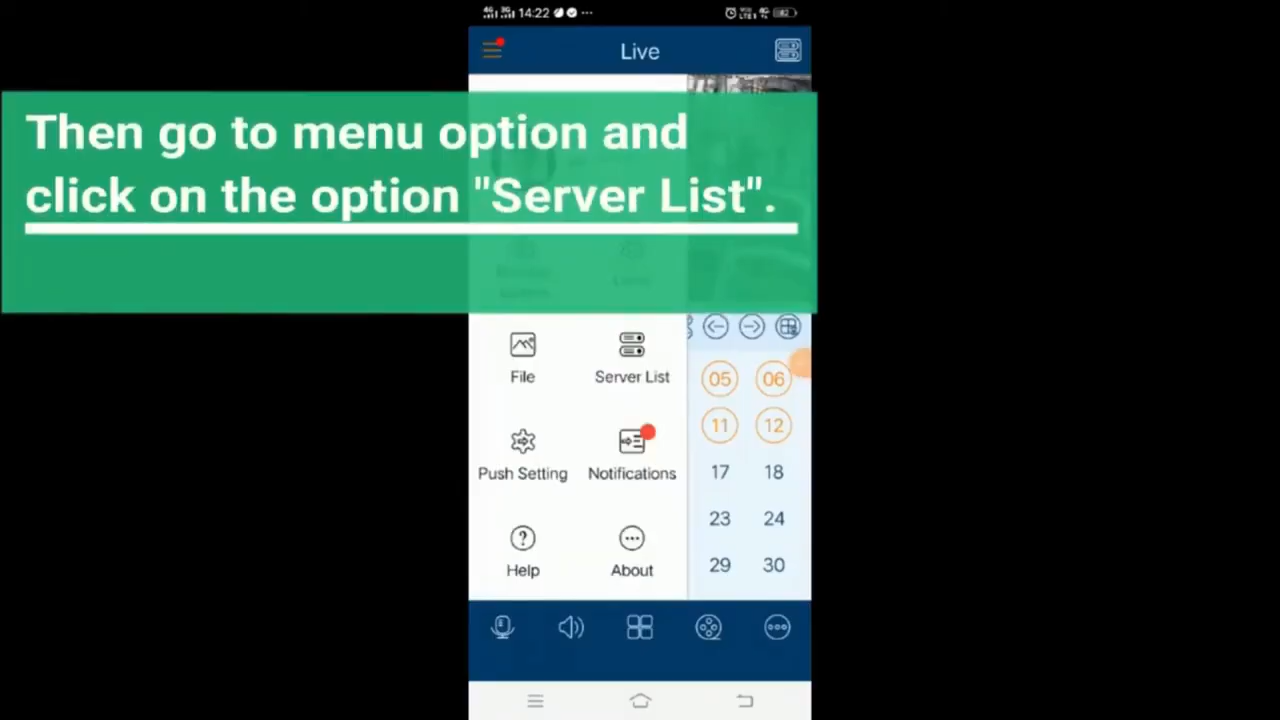 14:22
Live
Then go to menu option and
click on the option "Server List".
File
Server List
05
06
11
12
Push Setting
Notifications
17
18
23
24
Help
About
29
30